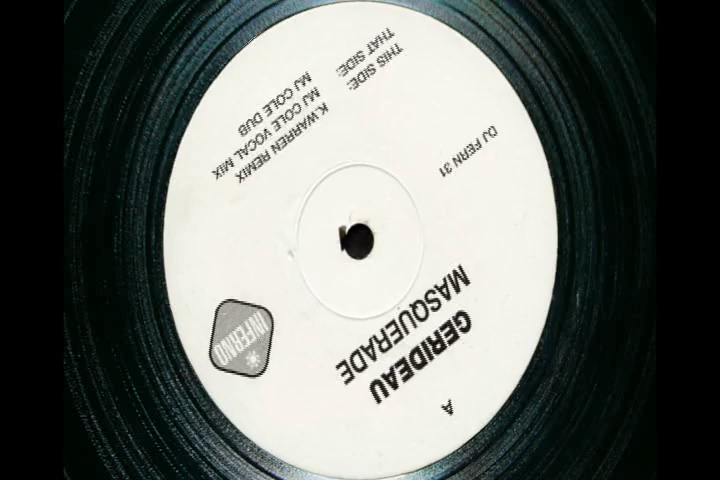 A
GERIDEAU
MASQUERADE
INFERNO
DJ FERN 31
THIS SIDE: K.WARREN REMIX
THAT SIDE: MJ COLE VOCAL MIX
MJ COLE DUB